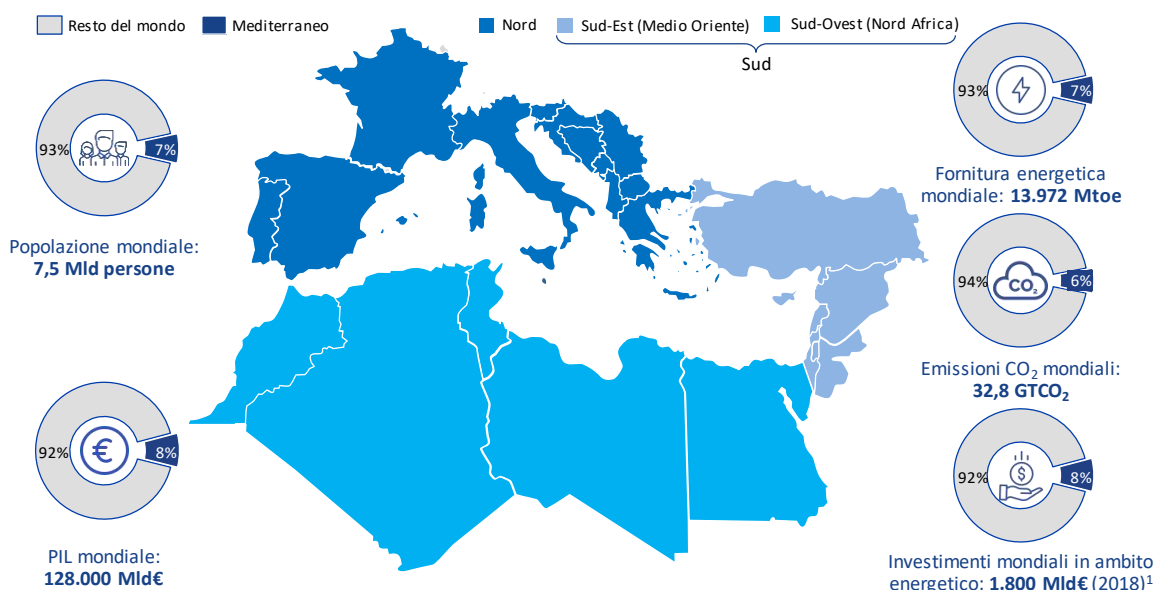 Resto del mondo
Mediterraneo
Nord
Sud-Est (Medio Oriente)
Sud-Ovest (Nord Africa)
Sud
93%
7%
Popolazione mondiale:
7,5 Mld persone
92%
8%
€
PIL mondiale:
128.000 Mld€
93%
7%
Fornitura energetica
mondiale: 13.972 Mtoe
94%
6%
CO₂
Emissioni CO₂ mondiali:
32,8 GTCO₂
92%
8%
$
Investimenti mondiali in ambito
energetico: 1.800 Mld€ (2018)¹